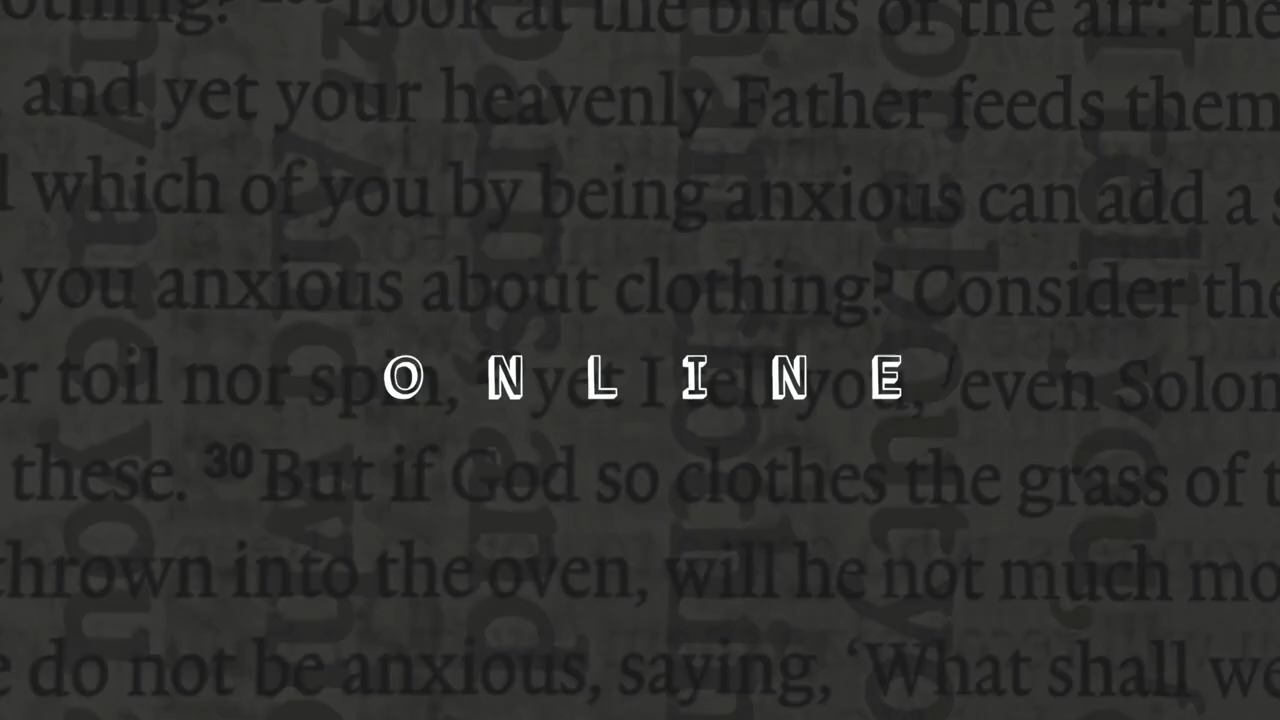 Look at the birds of the air: the
and yet your heavenly Father feeds them
which of you by being anxious can add a
you anxious about clothing? Consider the
toil nor spin, yet I tell you, even Solon
ONLINE
these. 30 But if God so clothes the grass of
thrown into the oven, will he not much mo
do not be anxious, saying, ‘What shall we